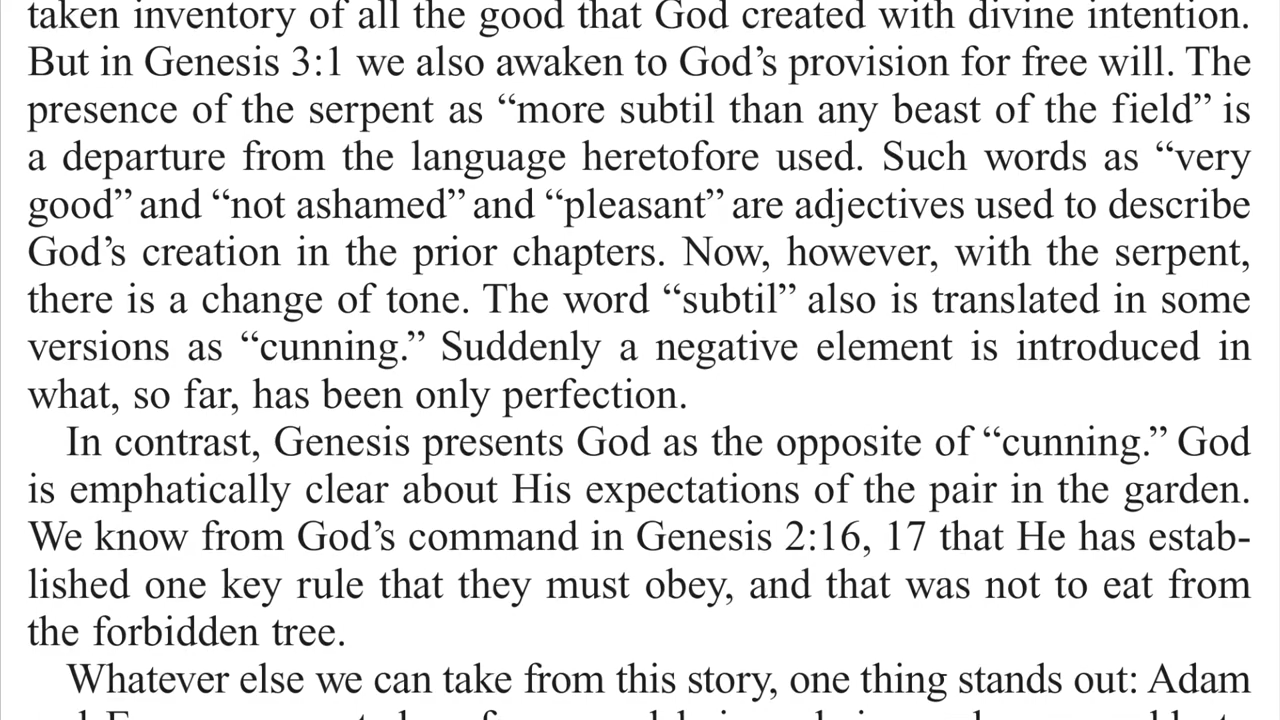 taken inventory of all the good that God created with divine intention.
But in Genesis 3:1 we also awaken to God’s provision for free will. The
presence of the serpent as “more subtil than any beast of the field” is
a departure from the language heretofore used. Such words as “very
good” and “not ashamed” and “pleasant” are adjectives used to describe
God’s creation in the prior chapters. Now, however, with the serpent,
there is a change of tone. The word “subtil” also is translated in some
versions as “cunning.” Suddenly a negative element is introduced in
what, so far, has been only perfection.
In contrast, Genesis presents God as the opposite of “cunning.” God
is emphatically clear about His expectations of the pair in the garden.
We know from God’s command in Genesis 2:16, 17 that He has estab-
lished one key rule that they must obey, and that was not to eat from
the forbidden tree.
Whatever else we can take from this story, one thing stands out: Adam